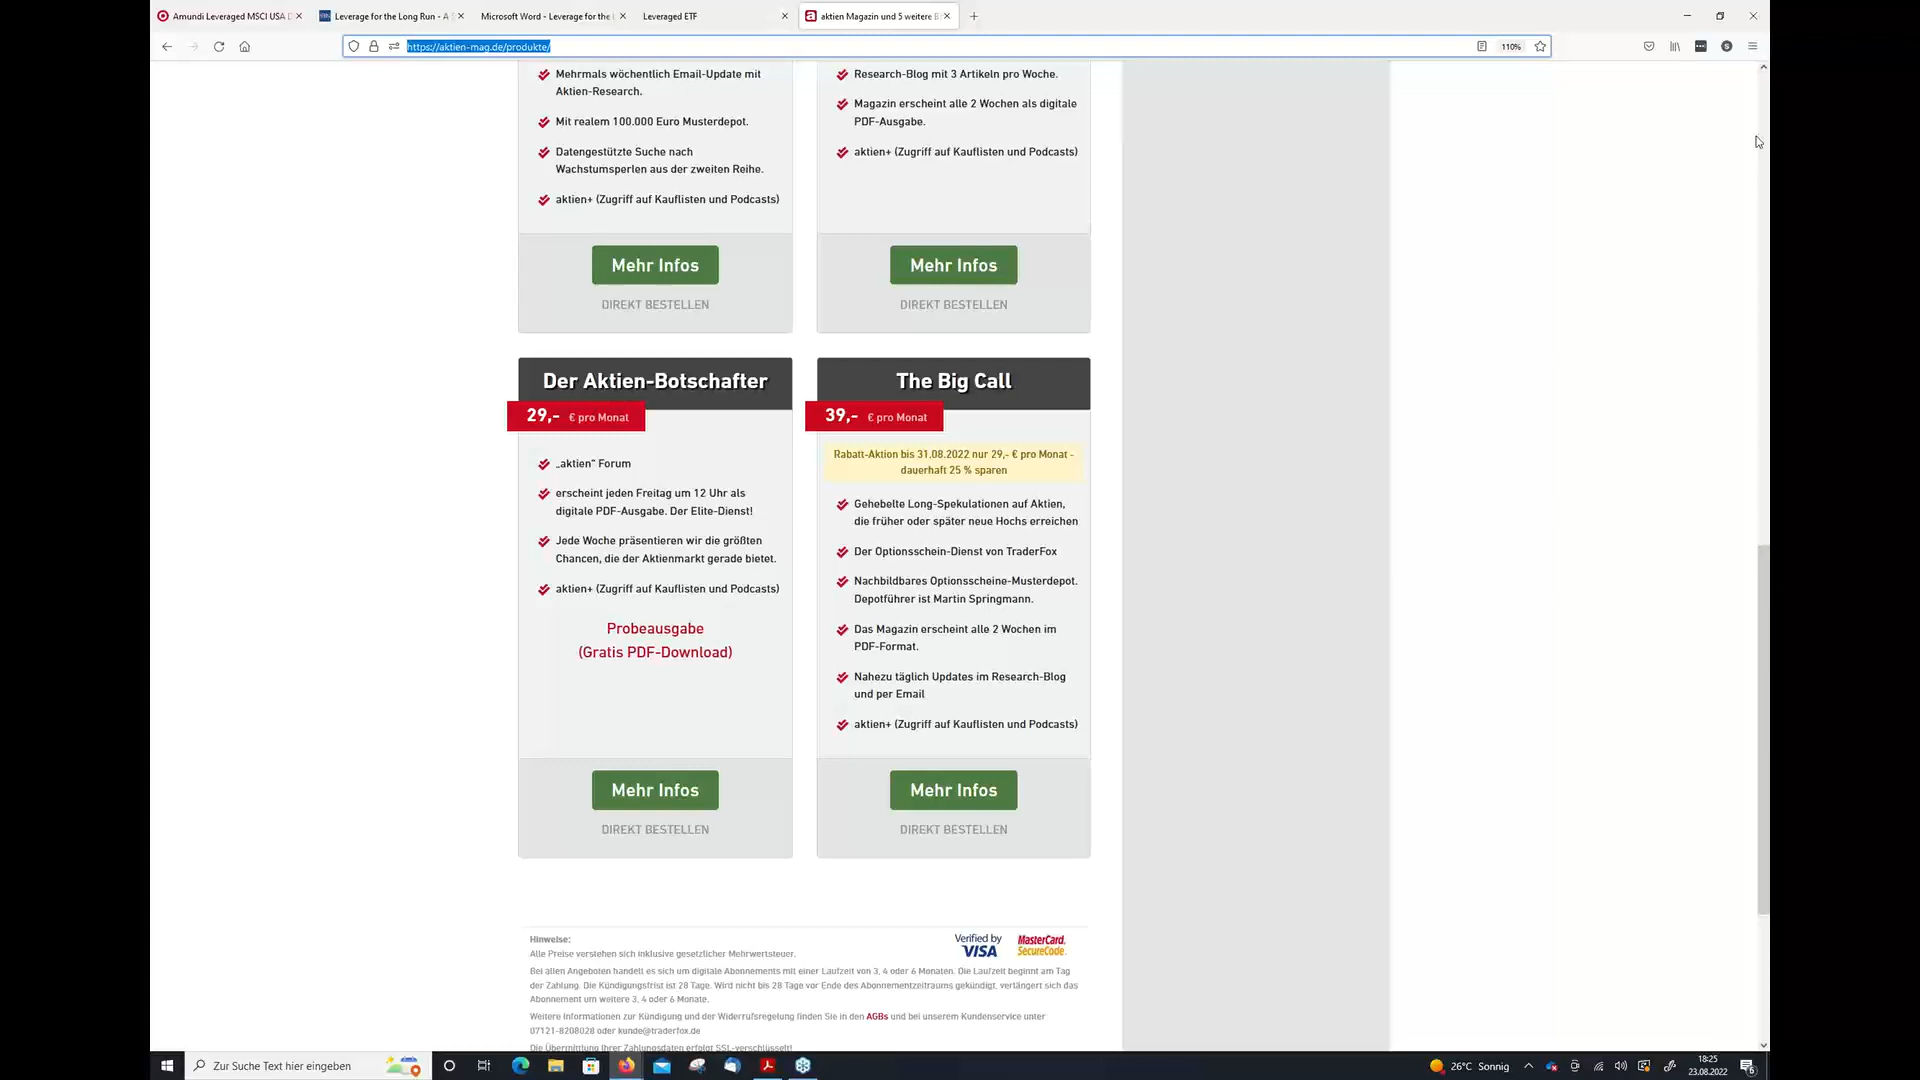 Amundi Leveraged MSCI USA D
Leverage for the Long Run - A S
Microsoft Word - Leverage for the L
Leveraged ETF
aktien Magazin und 5 weitere B
https://aktien-mag.de/produkte/
110%
Mehrmals wöchentlich Email-Update mit
Aktien-Research.
Mit realem 100.000 Euro Musterdepot.
Datengestützte Suche nach
Wachstumsperlen aus der zweiten Reihe.
aktien+ (Zugriff auf Kauflisten und Podcasts)
Mehr Infos
DIREKT BESTELLEN
Research-Blog mit 3 Artikeln pro Woche.
Magazin erscheint alle 2 Wochen als digitale
PDF-Ausgabe.
aktien+ (Zugriff auf Kauflisten und Podcasts)
Mehr Infos
DIREKT BESTELLEN
Der Aktien-Botschafter
29,- € pro Monat
„aktien" Forum
erscheint jeden Freitag um 12 Uhr als
digitale PDF-Ausgabe. Der Elite-Dienst!
Jede Woche präsentieren wir die größten
Chancen, die der Aktienmarkt gerade bietet.
aktien+ (Zugriff auf Kauflisten und Podcasts)
Probeausgabe
(Gratis PDF-Download)
Mehr Infos
DIREKT BESTELLEN
The Big Call
39,- € pro Monat
Rabatt-Aktion bis 31.08.2022 nur 29,- € pro Monat -
dauerhaft 25 % sparen
Gehebelte Long-Spekulationen auf Aktien,
die früher oder später neue Hochs erreichen
Der Optionsschein-Dienst von TraderFox
Nachbildbares Optionsscheine-Musterdepot.
Depotführer ist Martin Springmann.
Das Magazin erscheint alle 2 Wochen im
PDF-Format.
Nahezu täglich Updates im Research-Blog
und per Email
aktien+ (Zugriff auf Kauflisten und Podcasts)
Mehr Infos
DIREKT BESTELLEN
Hinweise:
Alle Preise verstehen sich inklusive gesetzlicher Mehrwertsteuer.
Verified by
VISA
MasterCard.
SecureCode.
Bei allen Angeboten handelt es sich um digitale Abonnements mit einer Laufzeit von 3, 4 oder 6 Monaten. Die Laufzeit beginnt am Tag
der Zahlung. Die Kündigungsfrist ist 28 Tage. Wird nicht bis 28 Tage vor Ende des Abonnementzeitraums gekündigt, verlängert sich das
Abonnement um weitere 3, 4 oder 6 Monate.
Weitere Informationen zur Kündigung und der Widerrufsregelung finden Sie in den AGBs und bei unserem Kundenservice unter
07121-8208028 oder kunde@traderfox.de
Die Übermittlung Ihrer Zahlungsdaten erfolgt SSL-verschlüsselt!
Zur Suche Text hier eingeben
26°C Sonnig
18:25
23.08.2022